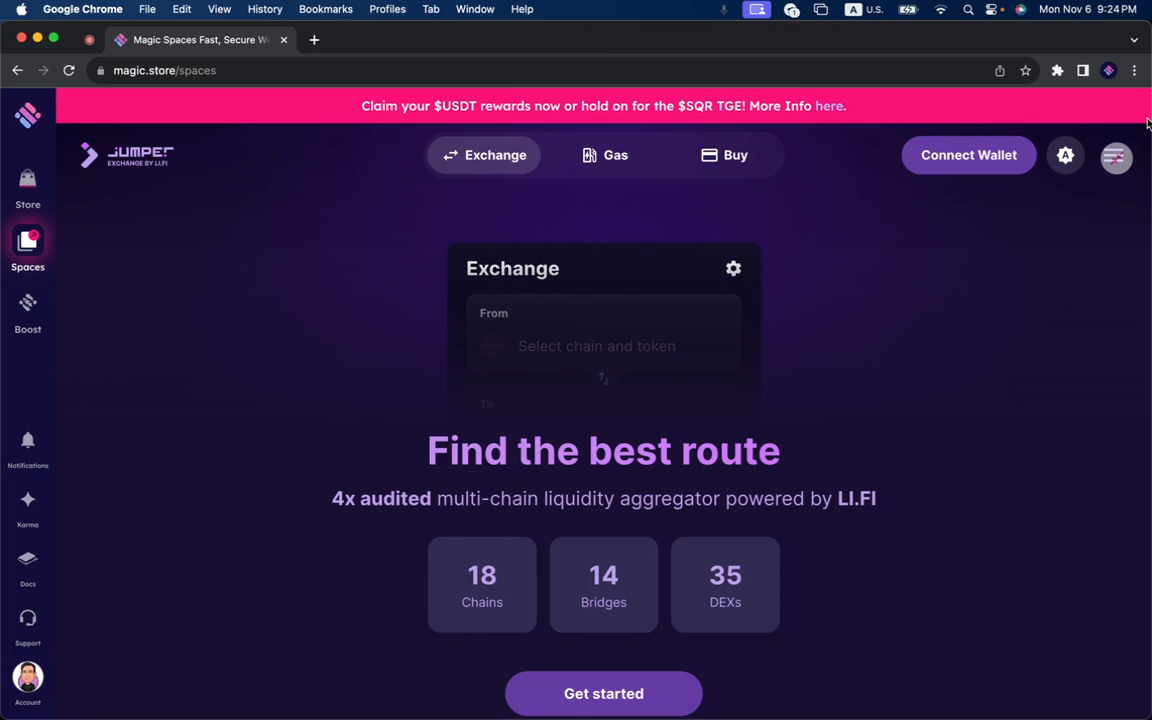 Google Chrome File Edit View History Bookmarks Profiles Tab Window Help A U.S. Mon Nov 6 9:24 PM
Magic Spaces Fast, Secure We
magic.store/spaces
Claim your $USDT rewards now or hold on for the $SQR TGE! More Info here.
JUMPER
EXCHANGE BY LI.FI
Exchange
Gas
Buy
Connect Wallet
Store
Spaces
Boost
Notifications
Karma
Docs
Support
Account
Exchange
From
Select chain and token
To
Find the best route
4x audited multi-chain liquidity aggregator powered by LI.FI
18
Chains
14
Bridges
35
DEXs
Get started